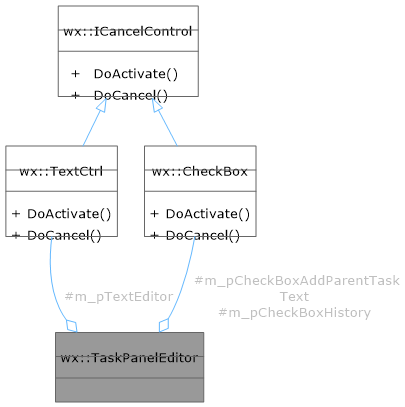 wx::ICancelControl
+ DoActivate()
+ DoCancel()
wx::TextCtrl
+ DoActivate()
+ DoCancel()
wx::CheckBox
+ DoActivate()
+ DoCancel()
#m_pTextEditor
#m_pCheckBoxAddParentTask
Text
#m_pCheckBoxHistory
wx::TaskPanelEditor